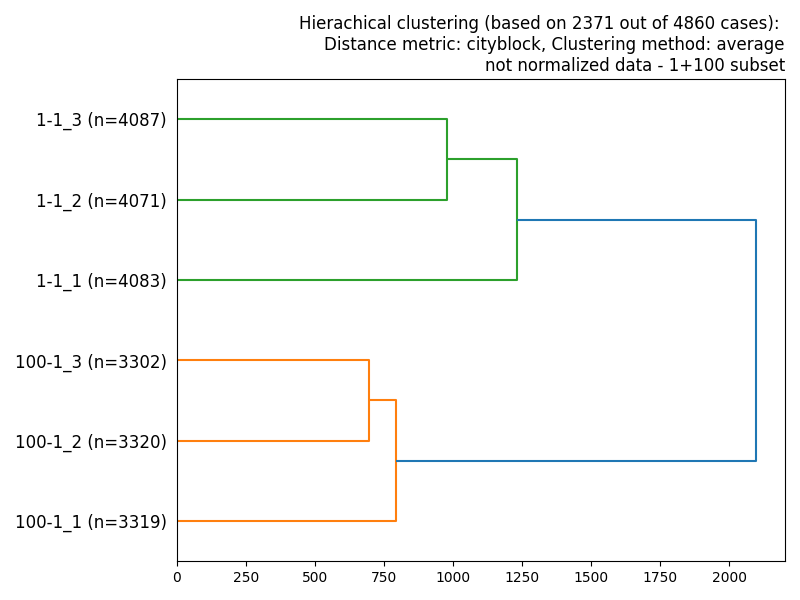 Hierachical clustering (based on 2371 out of 4860 cases):
Distance metric: cityblock, Clustering method: average
not normalized data - 1+100 subset
1-1_3 (n=4087)
1-1_2 (n=4071)
1-1_1 (n=4083)
100-1_3 (n=3302)
100-1_2 (n=3320)
100-1_1 (n=3319)
0 250 500 750 1000 1250 1500 1750 2000